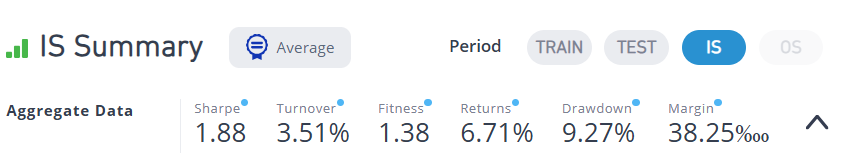 IS Summary
Average
Period
TRAIN
TEST
IS
OS
Aggregate Data
Sharpe Turnover Fitness Returns Drawdown Margin
1.88 3.51% 1.38 6.71% 9.27% 38.25‱